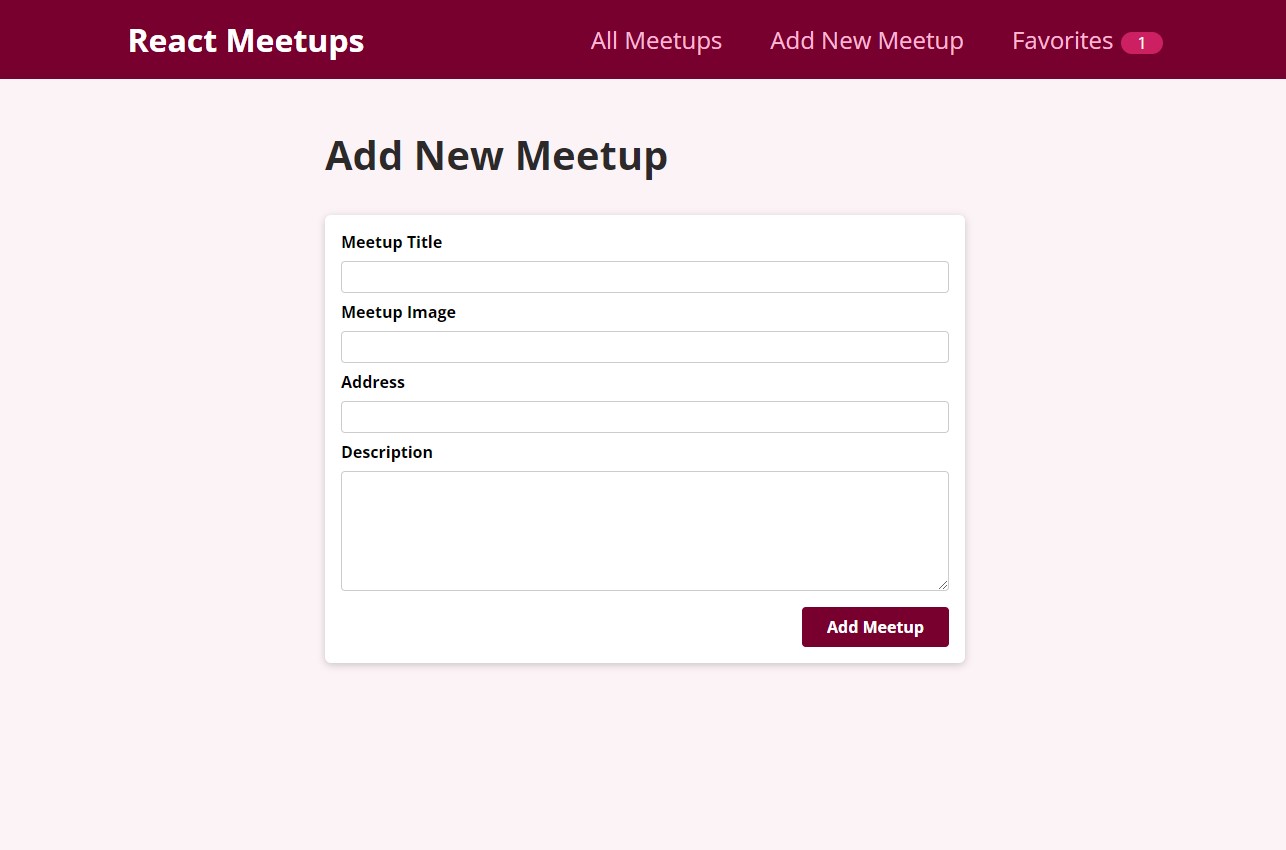 React Meetups
All Meetups
Add New Meetup
Favorites 1
Add New Meetup
Meetup Title
Meetup Image
Address
Description
Add Meetup